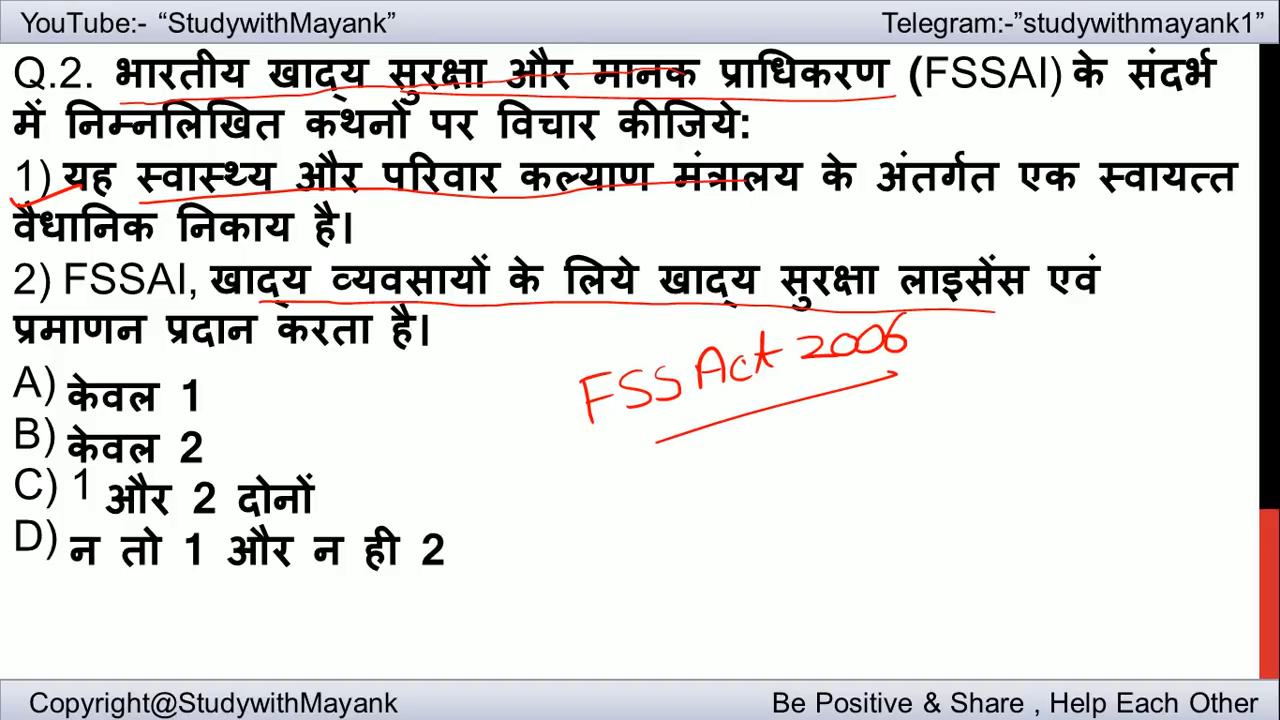 YouTube:- “StudywithMayank”
Telegram:-”studywithmayank1”
Q.2. भारतीय खाद्य सुरक्षा और मानक प्राधिकरण (FSSAI) के संदर्भ
में निम्नलिखित कथनों पर विचार कीजिये:
1) यह स्वास्थ्य और परिवार कल्याण मंत्रालय के अंतर्गत एक स्वायत्त
वैधानिक निकाय है।
2) FSSAI, खाद्य व्यवसायों के लिये खाद्य सुरक्षा लाइसेंस एवं
प्रमाणन प्रदान करता है।
FSS Act 2006
A) केवल 1
B) केवल 2
C) 1 और 2 दोनों
D) न तो 1 और न ही 2
Copyright@StudywithMayank
Be Positive & Share , Help Each Other